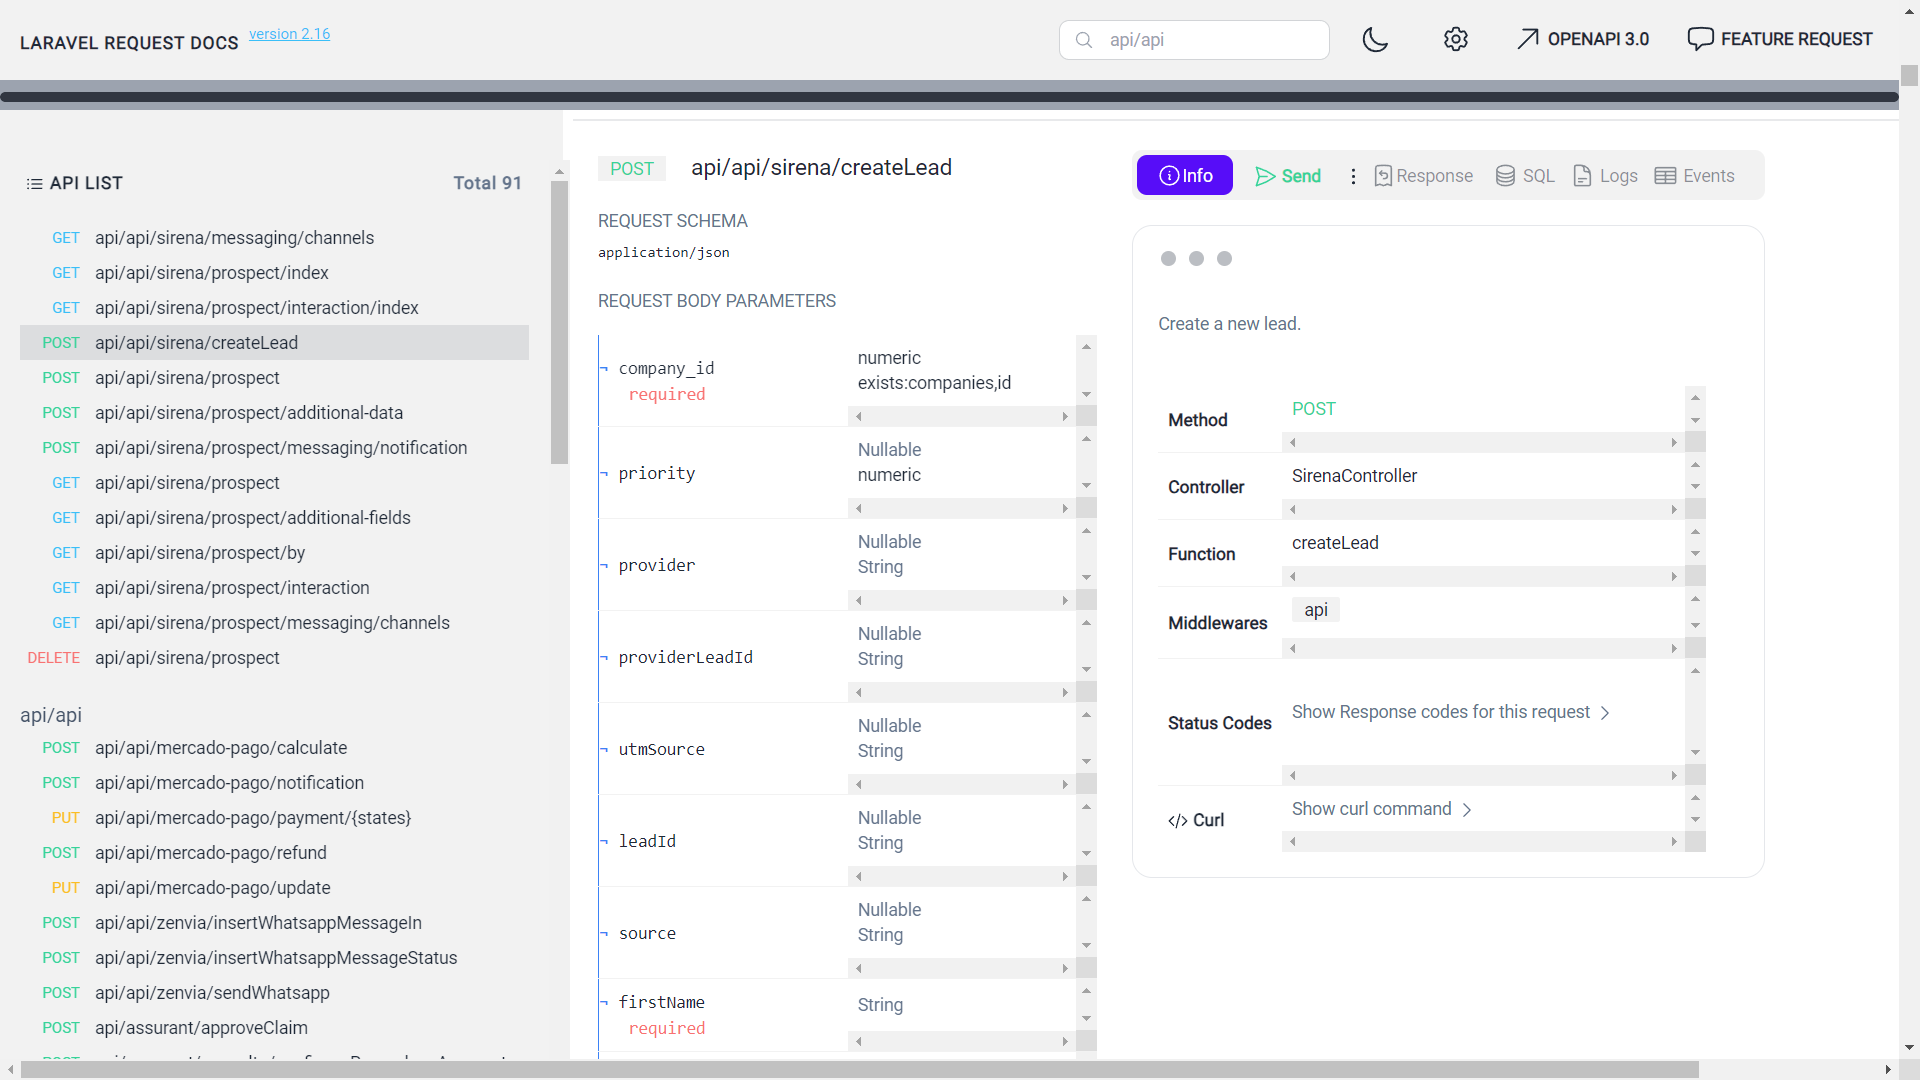 LARAVEL REQUEST DOCS
version 2.16
api/api
OPENAPI 3.0
FEATURE REQUEST
API LIST
Total 91
GET api/api/sirena/messaging/channels
GET api/api/sirena/prospect/index
GET api/api/sirena/prospect/interaction/index
POST api/api/sirena/createLead
POST api/api/sirena/prospect
POST api/api/sirena/prospect/additional-data
POST api/api/sirena/prospect/messaging/notification
GET api/api/sirena/prospect
GET api/api/sirena/prospect/additional-fields
GET api/api/sirena/prospect/by
GET api/api/sirena/prospect/interaction
GET api/api/sirena/prospect/messaging/channels
DELETE api/api/sirena/prospect
api/api
POST api/api/mercado-pago/calculate
POST api/api/mercado-pago/notification
PUT api/api/mercado-pago/payment/{states}
POST api/api/mercado-pago/refund
PUT api/api/mercado-pago/update
POST api/api/zenvia/insertWhatsappMessageIn
POST api/api/zenvia/insertWhatsappMessageStatus
POST api/api/zenvia/sendWhatsapp
POST api/assurant/approveClaim
POST api/api/sirena/createLead
REQUEST SCHEMA
application/json
REQUEST BODY PARAMETERS
¬ company_id
required
numeric
exists:companies,id
¬ priority
Nullable
numeric
¬ provider
Nullable
String
¬ providerLeadId
Nullable
String
¬ utmSource
Nullable
String
¬ leadId
Nullable
String
¬ source
Nullable
String
¬ firstName
required
String
Info
Send
Response
SQL
Logs
Events
Create a new lead.
Method POST
Controller SirenaController
Function createLead
Middlewares api
Status Codes Show Response codes for this request
</> Curl Show curl command